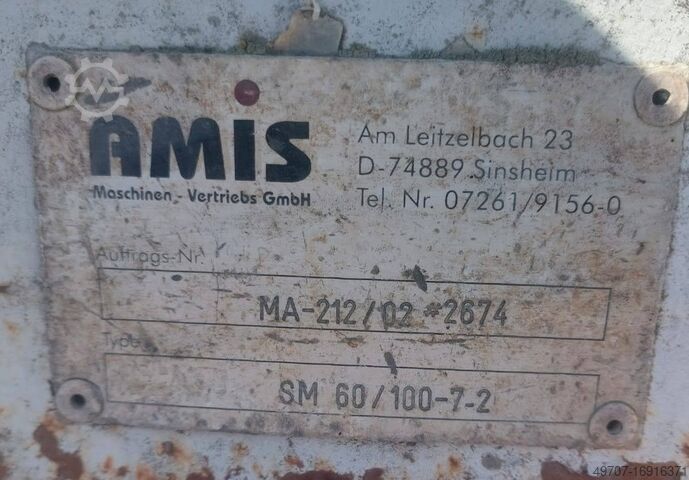 AMIS
Maschinen - Vertriebs GmbH
Am Leitzelbach 23
D-74889 Sinsheim
Tel. Nr. 07261/9156-0
Auftrags-Nr.
MA-212/02 *2674
Type
SM 60/100-7-2
49707-16916371